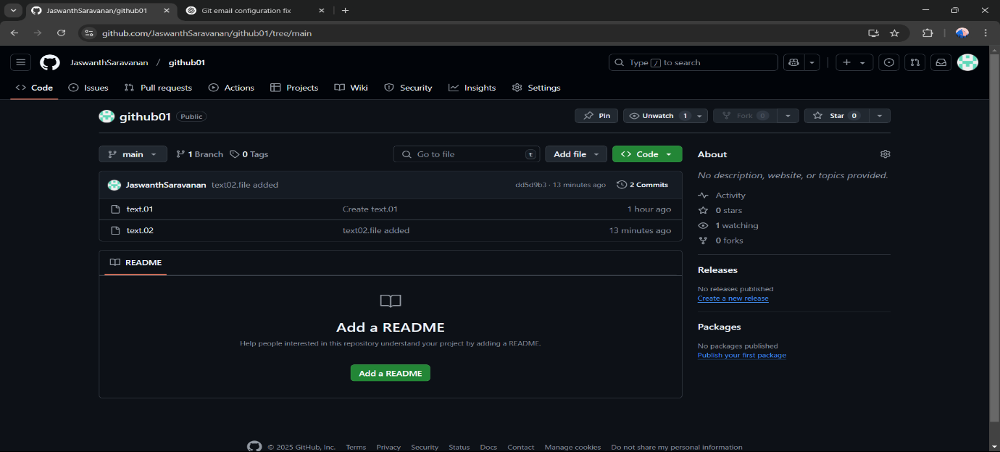 JaswanthSaravanan/github01
Git email configuration fix
github.com/JaswanthSaravanan/github01/tree/main
JaswanthSaravanan / github01
Type / to search
Code Issues Pull requests Actions Projects Wiki Security Insights Settings
github01 Public
Pin Unwatch 1 Fork 0 Star 0
main 1 Branch 0 Tags
Go to file t Add file Code
JaswanthSaravanan text02.file added dd5d9b3 · 13 minutes ago 2 Commits
text.01 Create text.01 1 hour ago
text.02 text02.file added 13 minutes ago
README
Add a README
Help people interested in this repository understand your project by adding a README.
Add a README
About
No description, website, or topics provided.
Activity
0 stars
1 watching
0 forks
Releases
No releases published
Create a new release
Packages
No packages published
Publish your first package
© 2025 GitHub, Inc. Terms Privacy Security Status Docs Contact Manage cookies Do not share my personal information